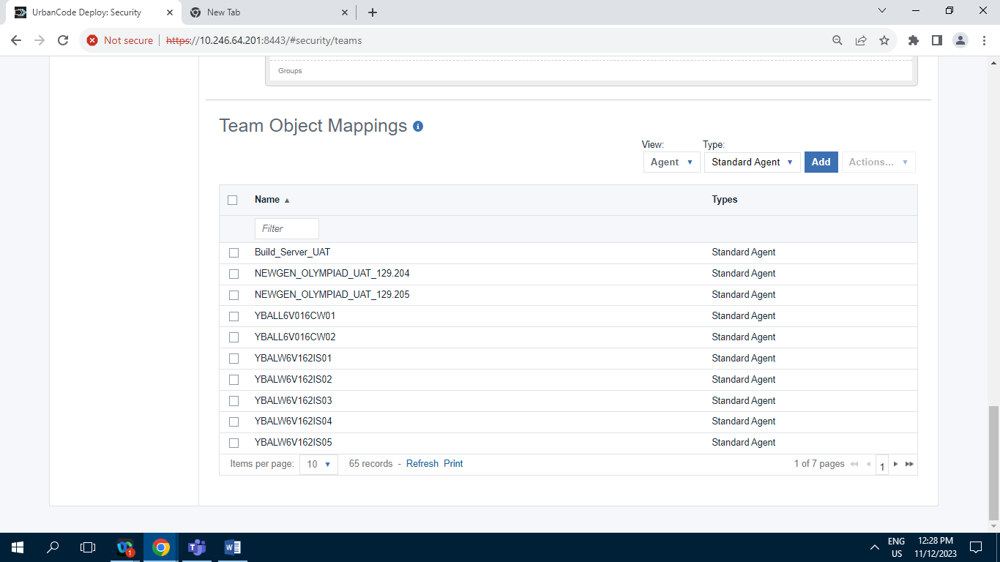 UrbanCode Deploy: Security
New Tab
Not secure https://10.246.64.201:8443/#security/teams
Groups
Team Object Mappings
View: Type:
Agent Standard Agent Add Actions...
Name Types
Filter
Build_Server_UAT Standard Agent
NEWGEN_OLYMPIAD_UAT_129.204 Standard Agent
NEWGEN_OLYMPIAD_UAT_129.205 Standard Agent
YBALL6V016CW01 Standard Agent
YBALL6V016CW02 Standard Agent
YBALW6V162IS01 Standard Agent
YBALW6V162IS02 Standard Agent
YBALW6V162IS03 Standard Agent
YBALW6V162IS04 Standard Agent
YBALW6V162IS05 Standard Agent
Items per page: 10 65 records - Refresh Print 1 of 7 pages 1
1
ENG 12:28 PM
US 11/12/2023